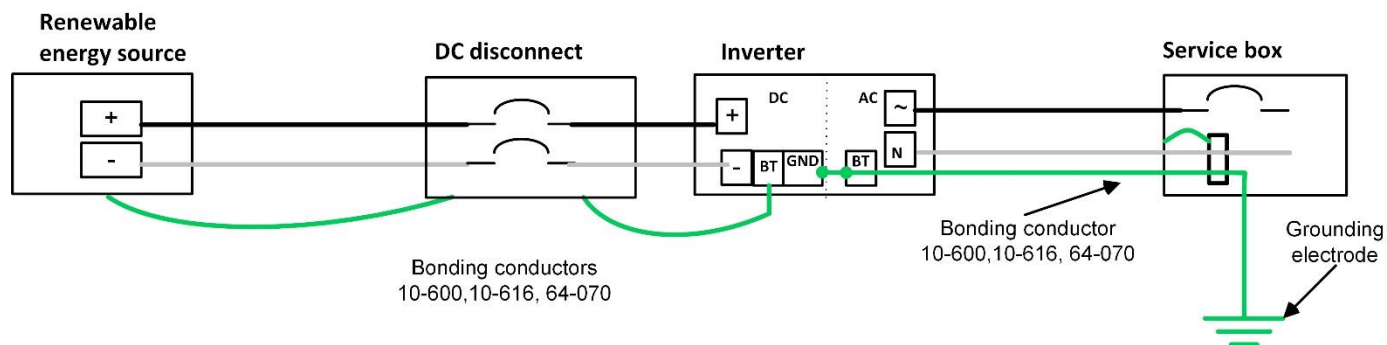 Renewable
energy source
DC disconnect
Inverter
Service box
+
-
+
DC
AC
~
-
BT
GND
BT
N
Bonding conductors
10-600,10-616, 64-070
Bonding conductor
10-600,10-616, 64-070
Grounding
electrode